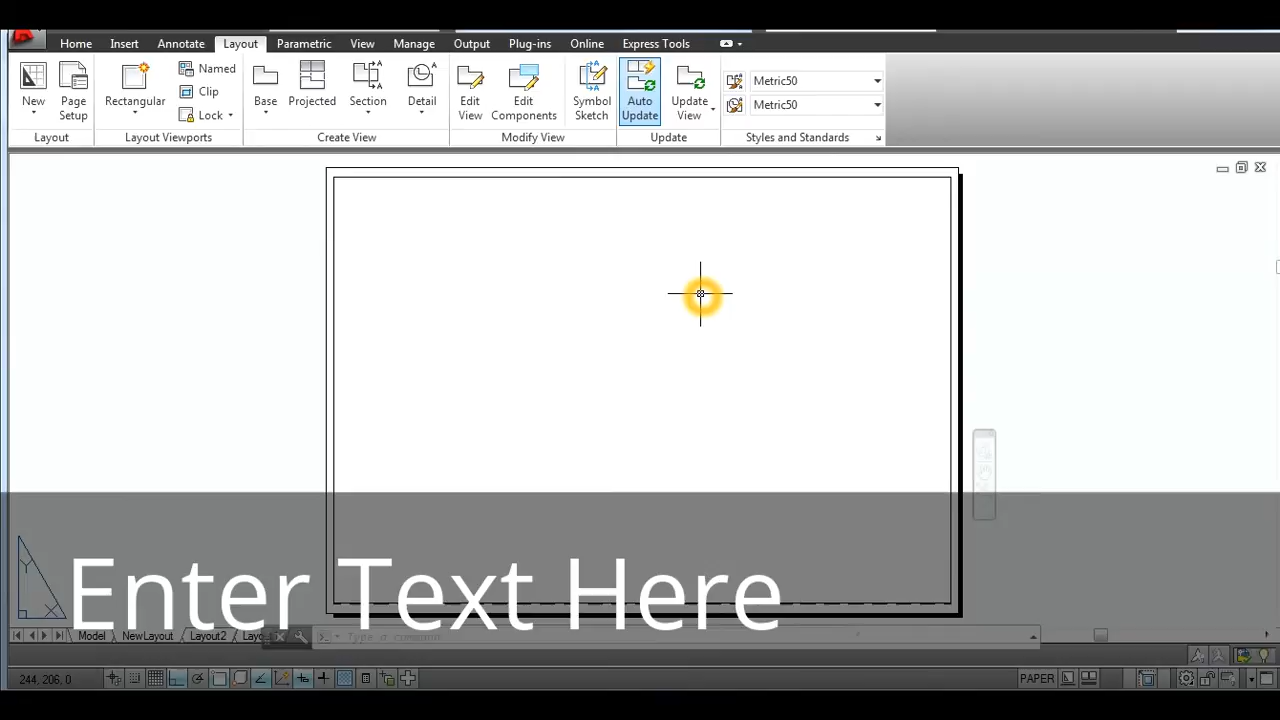 Home Insert Annotate Layout Parametric View Manage Output Plug-ins Online Express Tools
New Page Setup Rectangular Named Clip Lock Base Projected Section Detail Edit View Edit Components Symbol Sketch Auto Update Update View Metric50 Metric50
Layout Layout Viewports Create View Modify View Update Styles and Standards
Y
X
Enter Text Here
Model NewLayout Layout2 Type a command
244, 206, 0 PAPER